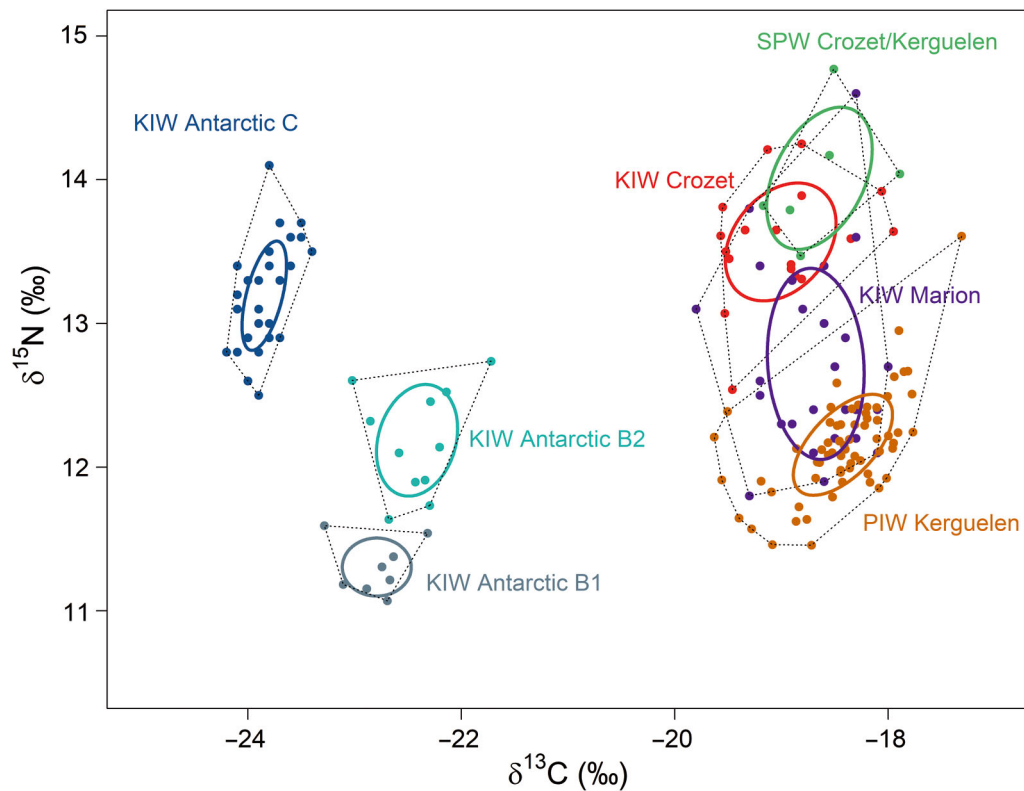 15
SPW Crozet/Kerguelen
KIW Antarctic C
14
KIW Crozet
KIW Marion
δ15N (‰)
13
KIW Antarctic B2
12
PIW Kerguelen
KIW Antarctic B1
11
−24
−22
−20
−18
δ13C (‰)